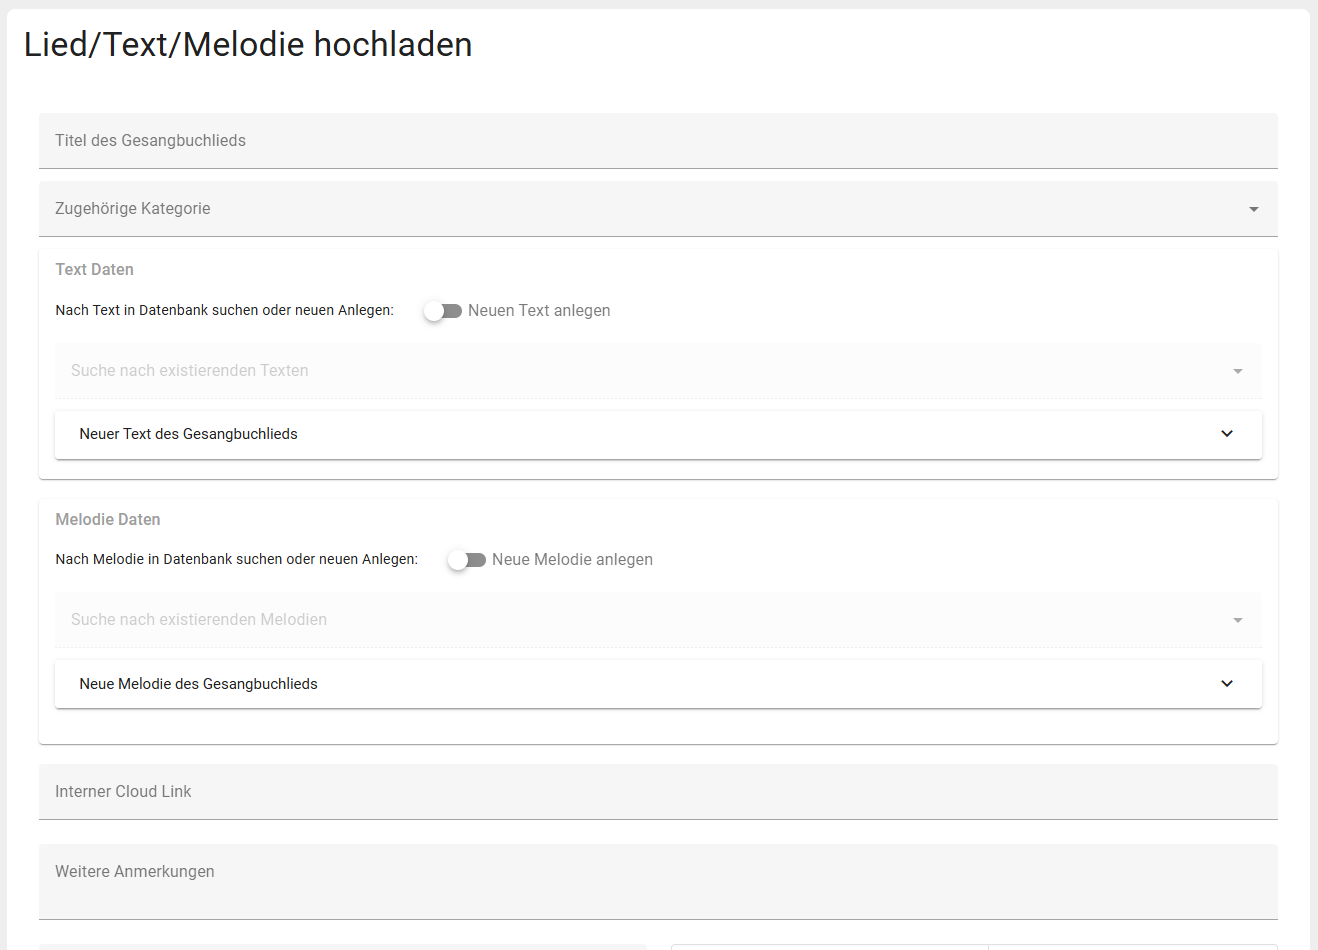 Lied/Text/Melodie hochladen
Titel des Gesangbuchlieds
Zugehörige Kategorie
Text Daten
Nach Text in Datenbank suchen oder neuen Anlegen: Neuen Text anlegen
Suche nach existierenden Texten
Neuer Text des Gesangbuchlieds
Melodie Daten
Nach Melodie in Datenbank suchen oder neuen Anlegen: Neue Melodie anlegen
Suche nach existierenden Melodien
Neue Melodie des Gesangbuchlieds
Interner Cloud Link
Weitere Anmerkungen